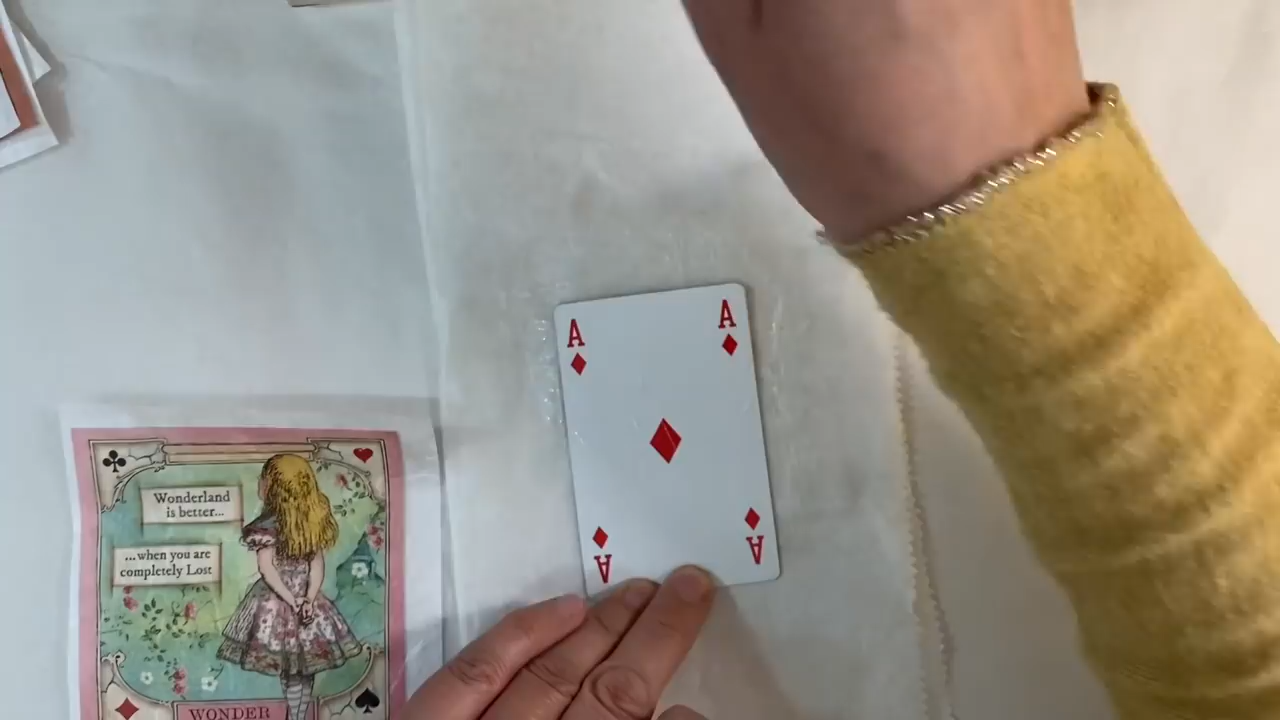 A
A
Wonderland
is better...
...when you are
completely Lost
A
A
WONDER